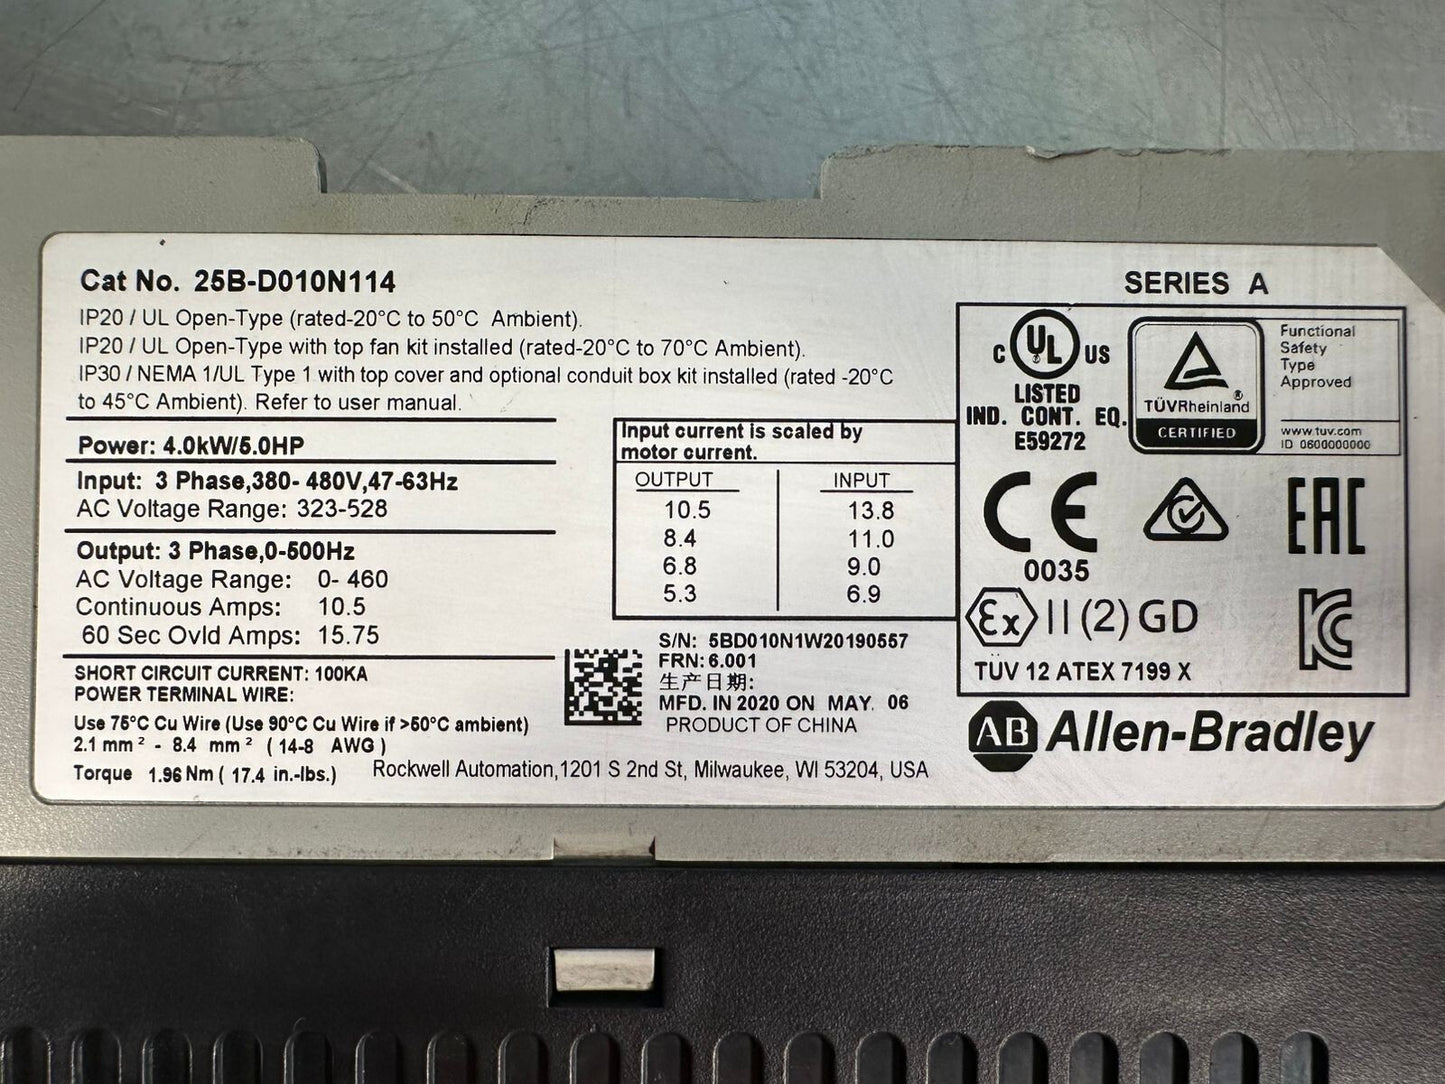 Cat No. 25B-D010N114
SERIES A
IP20 / UL Open-Type (rated-20°C to 50°C Ambient).
IP20 / UL Open-Type with top fan kit installed (rated-20°C to 70°C Ambient).
IP30 / NEMA 1/UL Type 1 with top cover and optional conduit box kit installed (rated -20°C
to 45°C Ambient). Refer to user manual.
Power: 4.0kW/5.0HP
Input: 3 Phase,380- 480V,47-63Hz
AC Voltage Range: 323-528
Output: 3 Phase,0-500Hz
AC Voltage Range: 0- 460
Continuous Amps: 10.5
60 Sec Ovld Amps: 15.75
SHORT CIRCUIT CURRENT: 100KA
POWER TERMINAL WIRE:
Use 75°C Cu Wire (Use 90°C Cu Wire if >50°C ambient)
2.1 mm² - 8.4 mm² ( 14-8 AWG )
Torque 1.96 Nm ( 17.4 in.-lbs.)
Input current is scaled by
motor current.
OUTPUT INPUT
10.5 13.8
8.4 11.0
6.8 9.0
5.3 6.9
S/N: 5BD010N1W20190557
FRN: 6.001
生产日期:
MFD. IN 2020 ON MAY. 06
PRODUCT OF CHINA
Rockwell Automation,1201 S 2nd St, Milwaukee, WI 53204, USA
C UL US
LISTED
IND. CONT. EQ.
E59272
TÜVRheinland ®
CERTIFIED
Functional
Safety
Type
Approved
www.tuv.com
ID 0600000000
CE
0035
EAC
Ex II (2) GD
KC
TÜV 12 ATEX 7199 X
AB Allen-Bradley